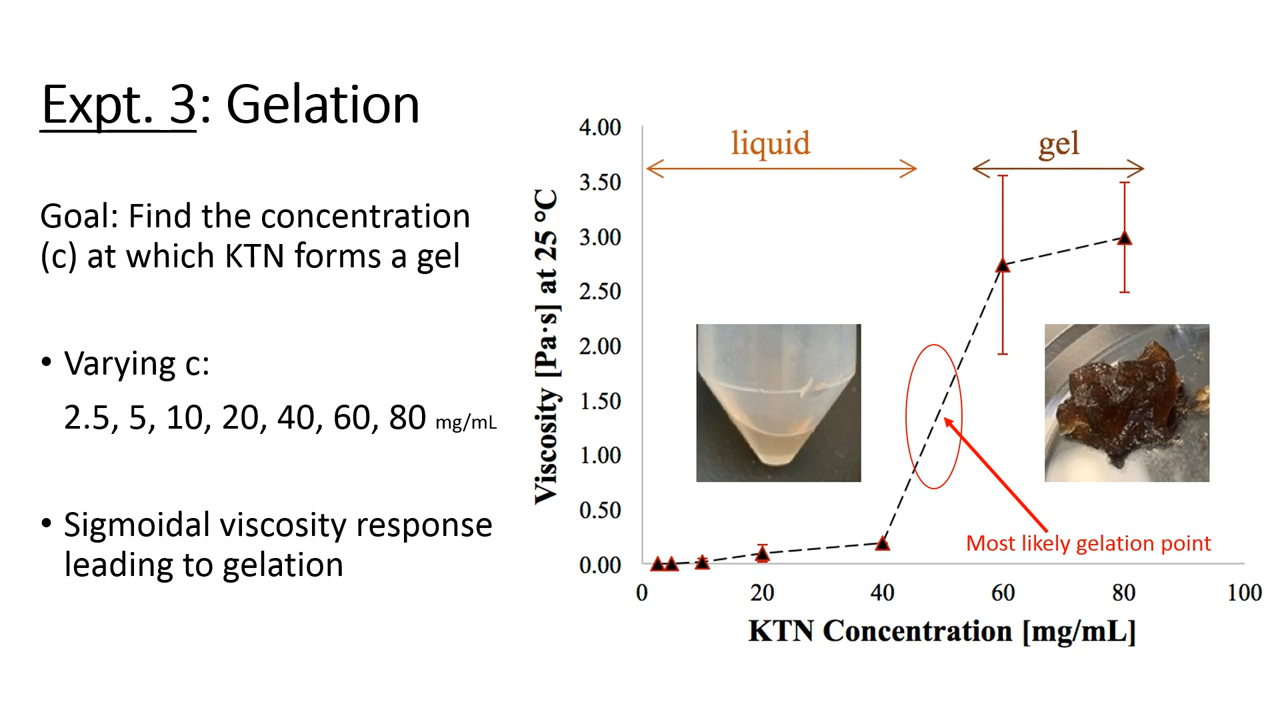 Expt. 3: Gelation
Goal: Find the concentration
(c) at which KTN forms a gel
• Varying c:
2.5, 5, 10, 20, 40, 60, 80 mg/mL
• Sigmoidal viscosity response
leading to gelation
Viscosity [Pa·s] at 25 °C
4.00
3.50
3.00
2.50
2.00
1.50
1.00
0.50
0.00
liquid
gel
Most likely gelation point
0 20 40 60 80 100
KTN Concentration [mg/mL]